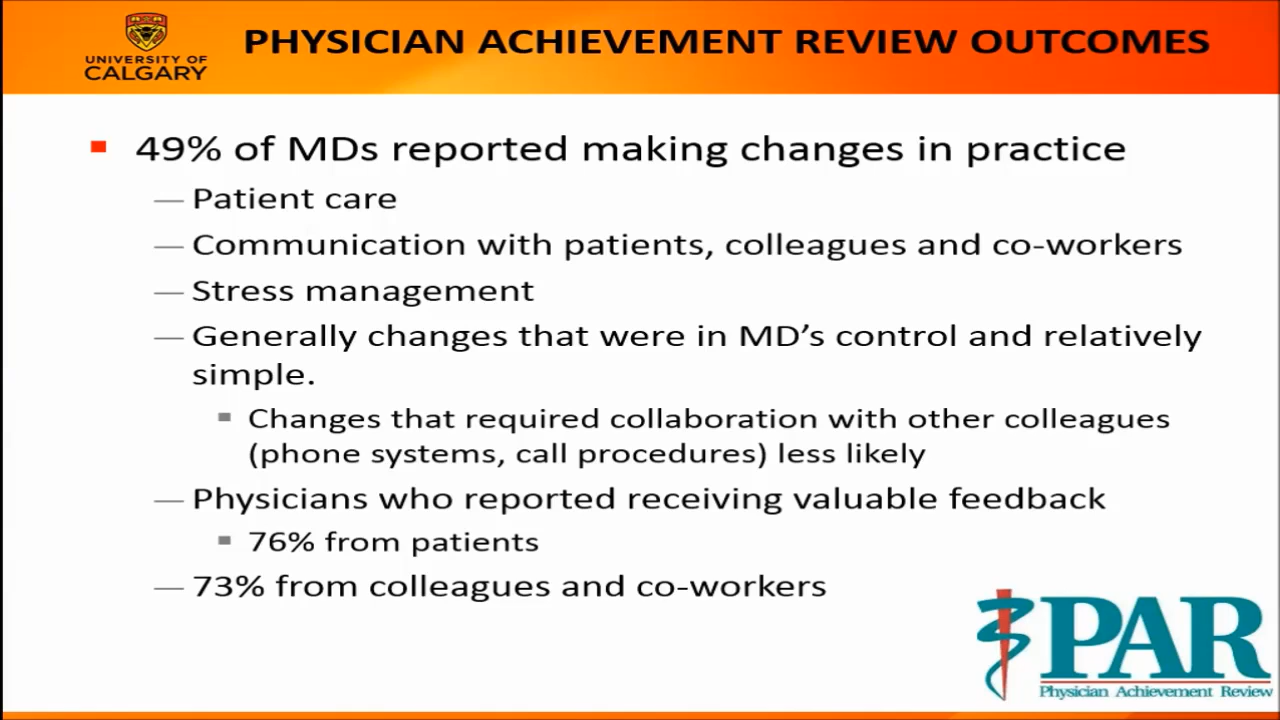 UNIVERSITY OF
CALGARY
PHYSICIAN ACHIEVEMENT REVIEW OUTCOMES
49% of MDs reported making changes in practice
— Patient care
— Communication with patients, colleagues and co-workers
— Stress management
— Generally changes that were in MD’s control and relatively
simple.
Changes that required collaboration with other colleagues
(phone systems, call procedures) less likely
— Physicians who reported receiving valuable feedback
76% from patients
— 73% from colleagues and co-workers
PAR
Physician Achievement Review